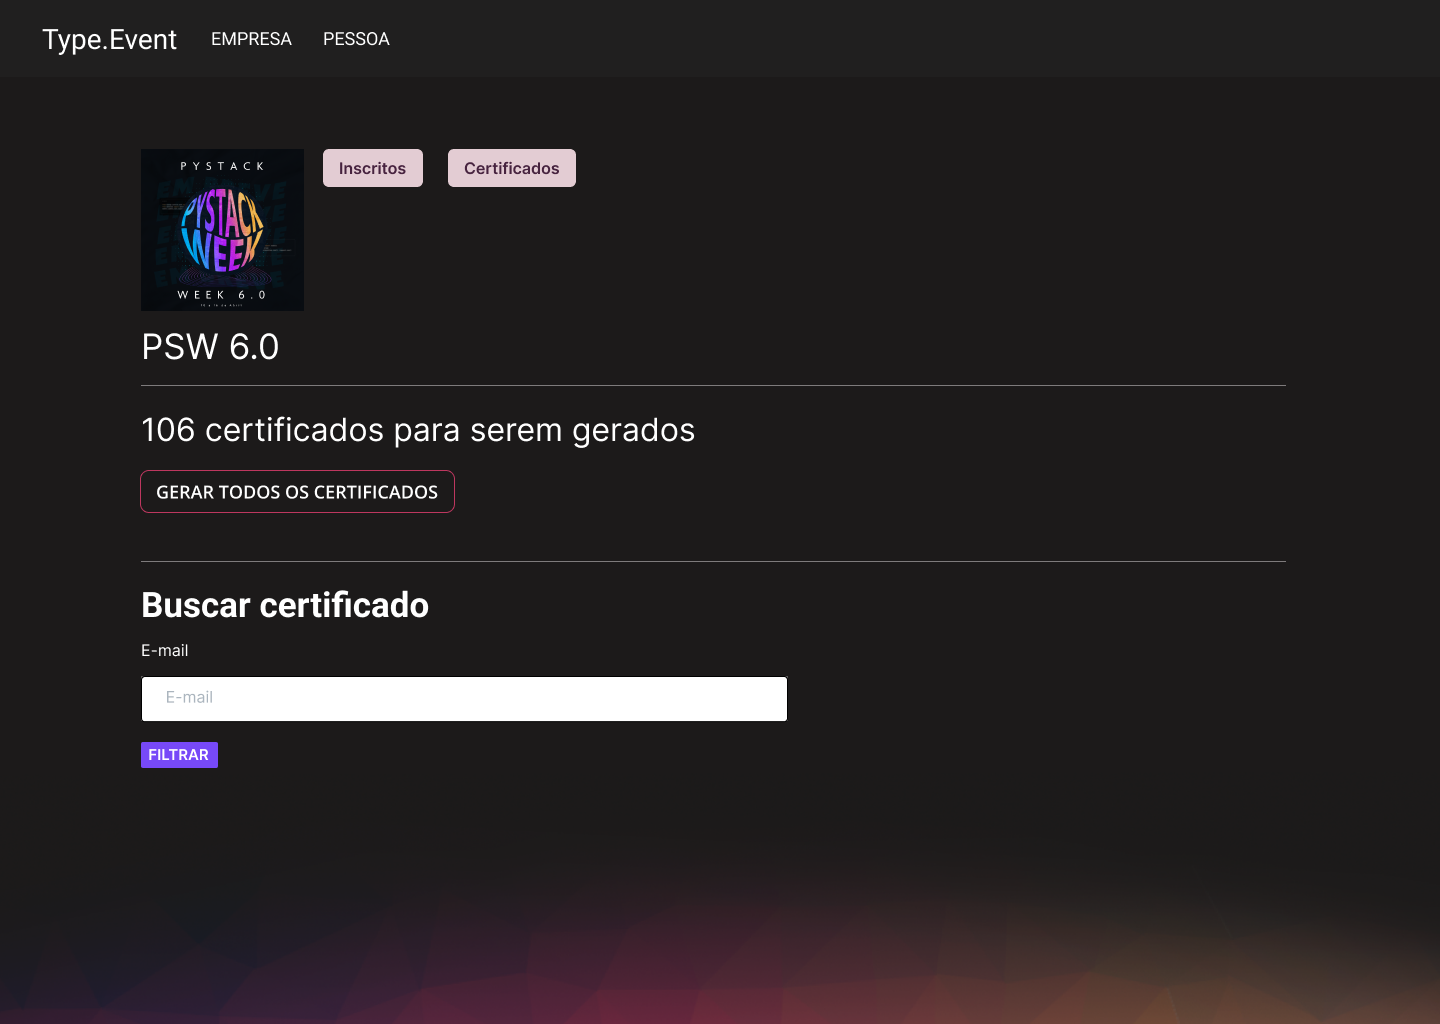 Type.Event EMPRESA PESSOA
PYSTACK
PYSTACK
WEEK
WEEK 6.0
Inscritos Certificados
PSW 6.0
106 certificados para serem gerados
GERAR TODOS OS CERTIFICADOS
Buscar certificado
E-mail
E-mail
FILTRAR